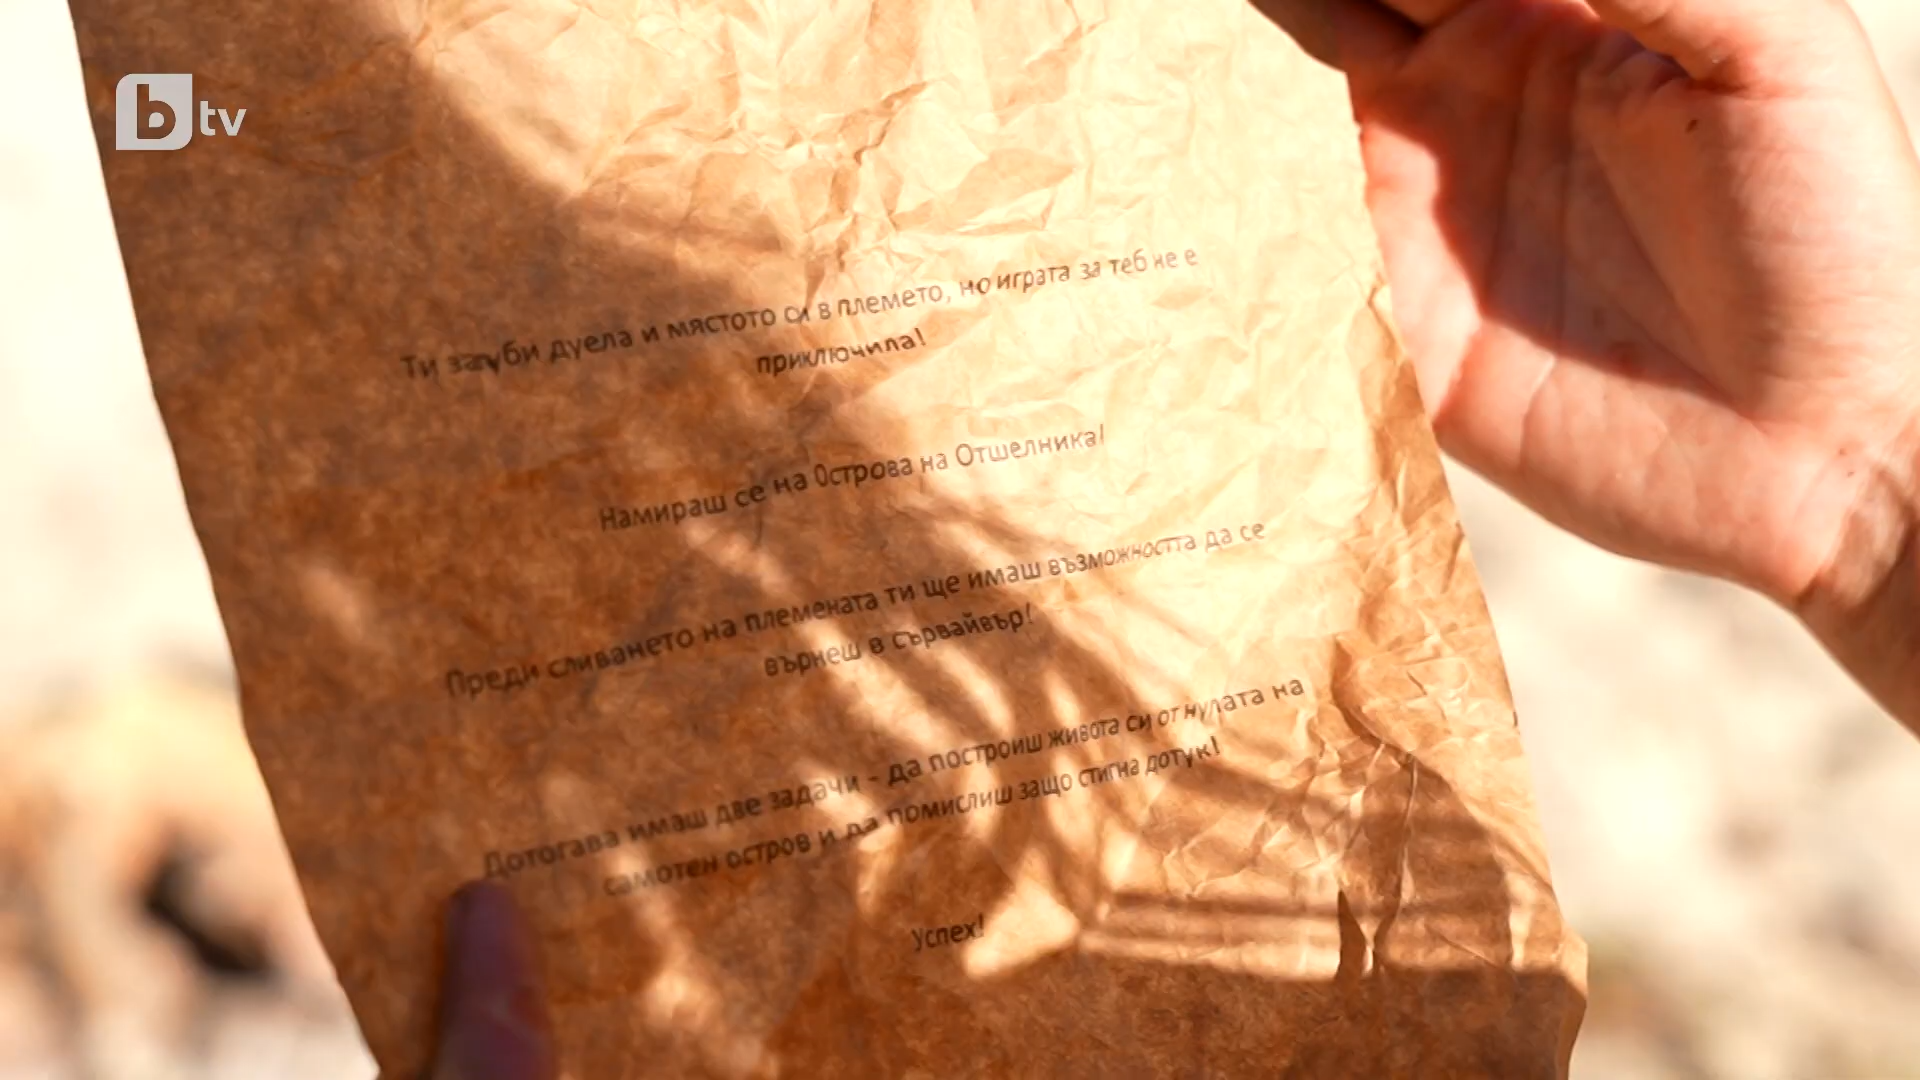 btv
Ти загуби дуела и мястото си в племето, но играта за теб не е
приключила!
Намираш се на Острова на Отшелника!
Преди сливането на племената ти ще имаш възможността да се
върнеш в Сървайвър!
Дотогава имаш две задачи - да построиш живота си от нулата на
самотен остров и да помислиш защо стигна дотук!
Успех!